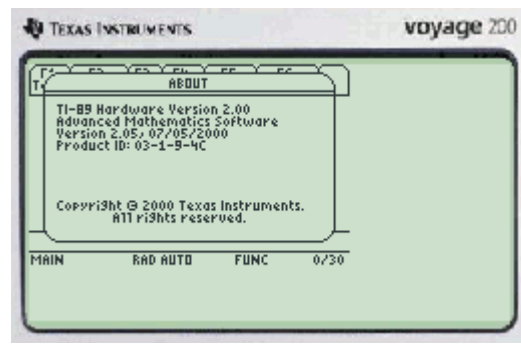 TEXAS INSTRUMENTS voyage 200
ABOUT
TI-89 Hardware Version 2.00
Advanced Mathematics Software
Version 2.05, 07/05/2000
Product ID: 03-1-9-4C
Copyright © 2000 Texas Instruments.
All rights reserved.
MAIN RAD AUTO FUNC 0/30